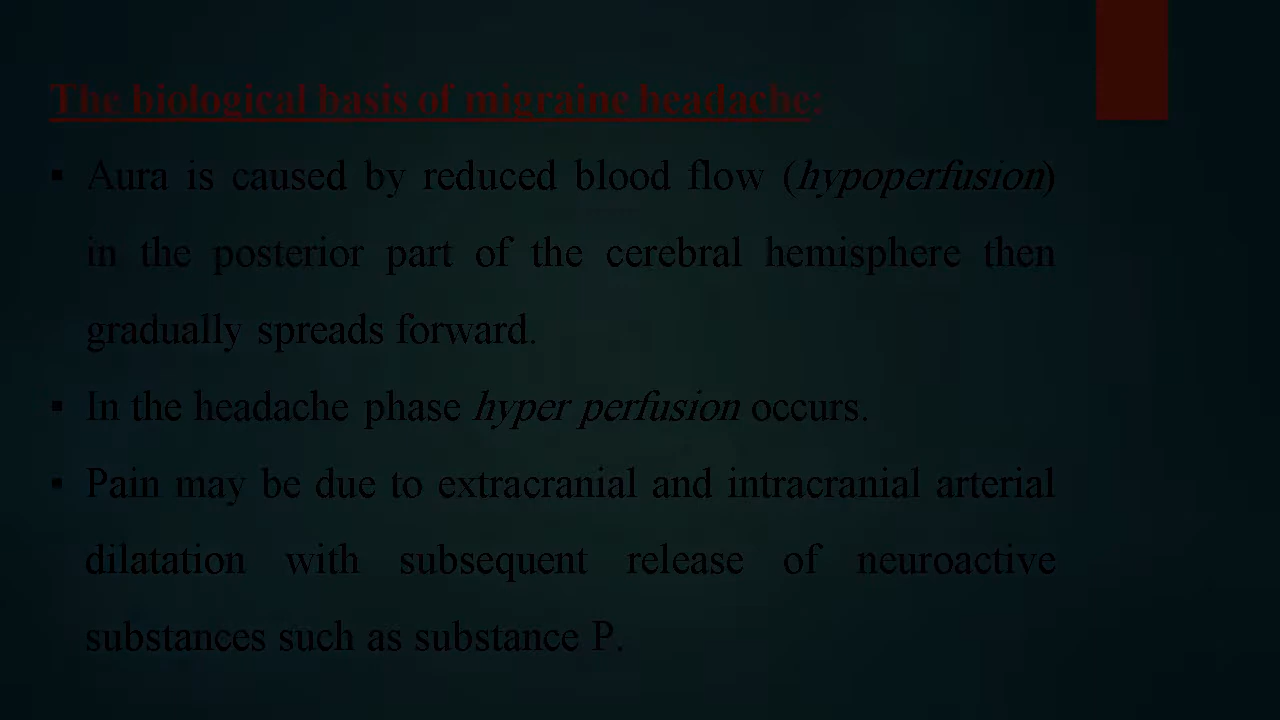 The biological basis of migraine headache:
▪ Aura is caused by reduced blood flow (hypoperfusion)
in the posterior part of the cerebral hemisphere then
gradually spreads forward.
▪ In the headache phase hyper perfusion occurs.
▪ Pain may be due to extracranial and intracranial arterial
dilatation with subsequent release of neuroactive
substances such as substance P.